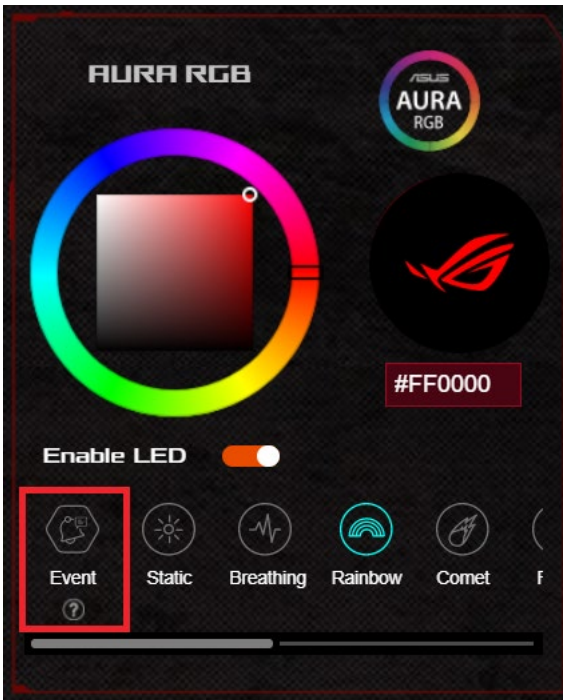 AURA RGB
ASUS
AURA
RGB
#FF0000
Enable LED
Event
Static
Breathing
Rainbow
Comet
?